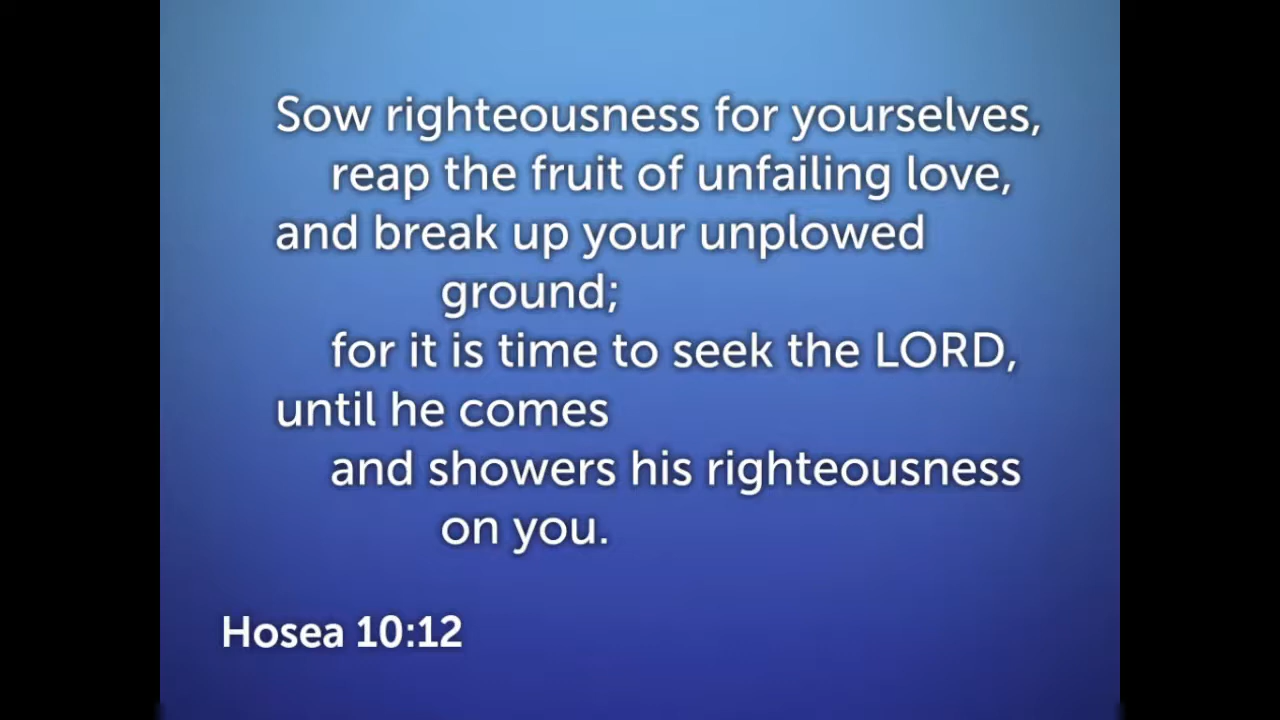 Sow righteousness for yourselves,
reap the fruit of unfailing love,
and break up your unplowed
ground;
for it is time to seek the LORD,
until he comes
and showers his righteousness
on you.
Hosea 10:12